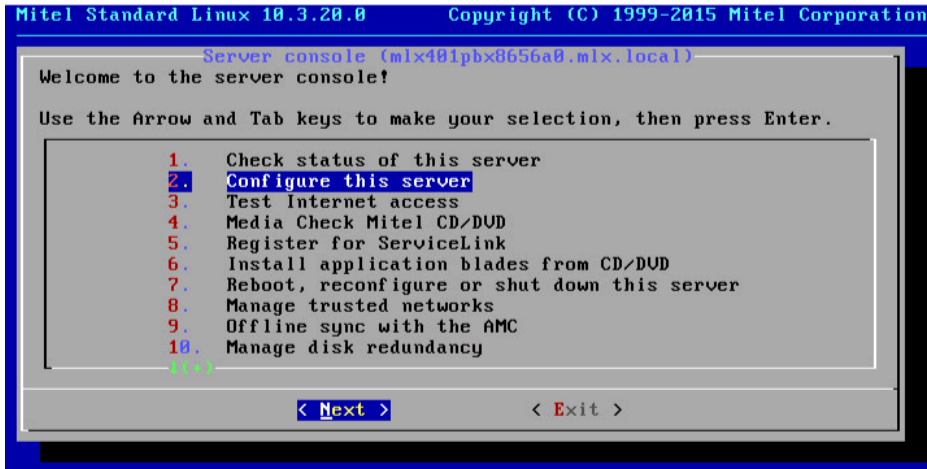 Mitel Standard Linux 10.3.20.0 Copyright (C) 1999-2015 Mitel Corporation
Server console (mlx401pbx8656a0.mlx.local)
Welcome to the server console!
Use the Arrow and Tab keys to make your selection, then press Enter.
1. Check status of this server
2. Configure this server
3. Test Internet access
4. Media Check Mitel CD/DVD
5. Register for ServiceLink
6. Install application blades from CD/DVD
7. Reboot, reconfigure or shut down this server
8. Manage trusted networks
9. Offline sync with the AMC
10. Manage disk redundancy
↓(+)
< Next > < Exit >